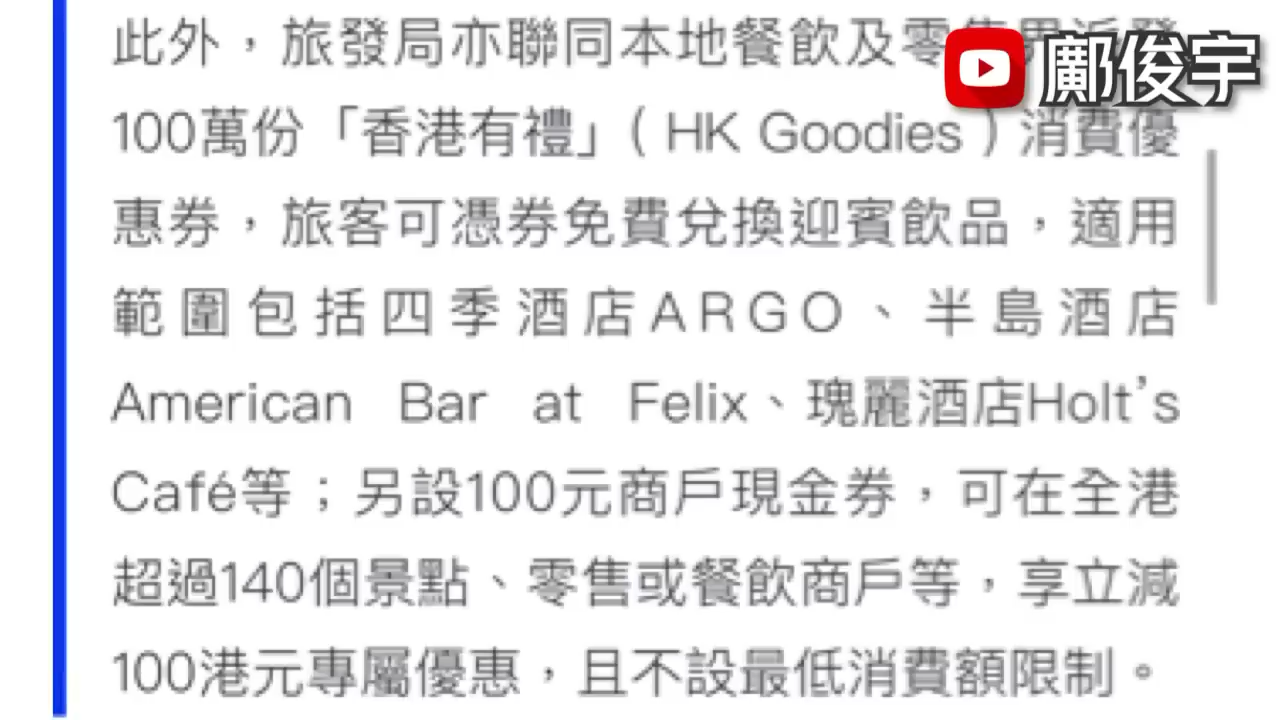 此外，旅發局亦聯同本地餐飲及零售界派發
鄺俊宇
100萬份「香港有禮」（HK Goodies）消費優
惠券，旅客可憑券免費兌換迎賓飲品，適用
範圍包括四季酒店ARGO、半島酒店
American Bar at Felix、瑰麗酒店Holt's
Café等；另設100元商戶現金券，可在全港
超過140個景點、零售或餐飲商戶等，享立減
100港元專屬優惠，且不設最低消費額限制。